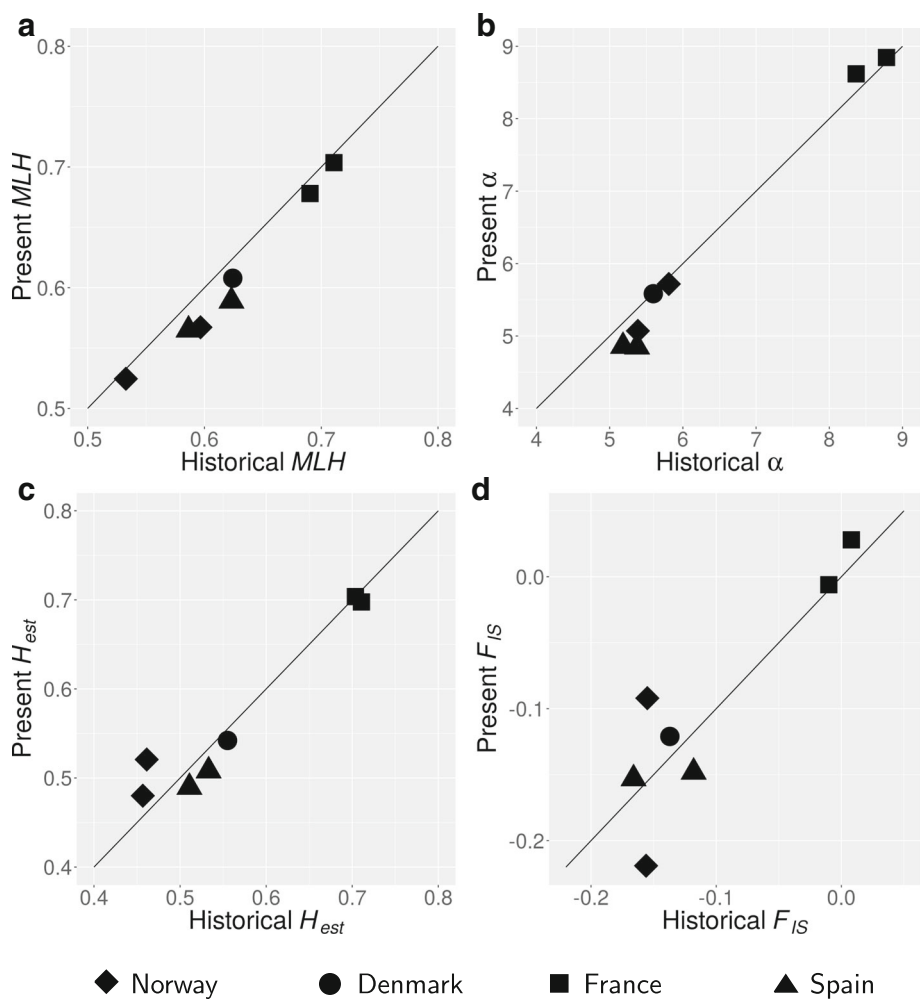 a
0.8
0.7
0.6
0.5
Present MLH
0.5 0.6 0.7 0.8
Historical MLH
b
9
8
7
6
5
4
Present α
4 5 6 7 8 9
Historical α
c
0.8
0.7
0.6
0.5
0.4
Present Hest
0.4 0.5 0.6 0.7 0.8
Historical Hest
d
0.0
-0.1
-0.2
Present FIS
-0.2 -0.1 0.0
Historical FIS
Norway Denmark France Spain